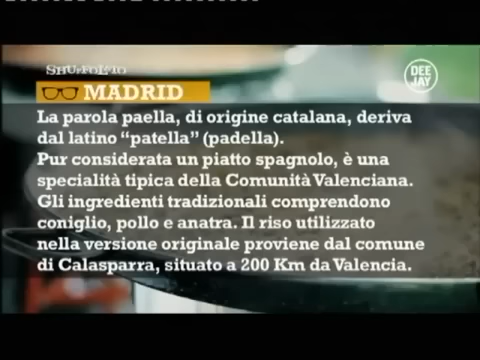 DEE
JAY
MADRID
La parola paella, di origine catalana, deriva
dal latino “patella” (padella).
Pur considerata un piatto spagnolo, è una
specialità tipica della Comunità Valenciana.
Gli ingredienti tradizionali comprendono
coniglio, pollo e anatra. Il riso utilizzato
nella versione originale proviene dal comune
di Calasparra, situato a 200 Km da Valencia.